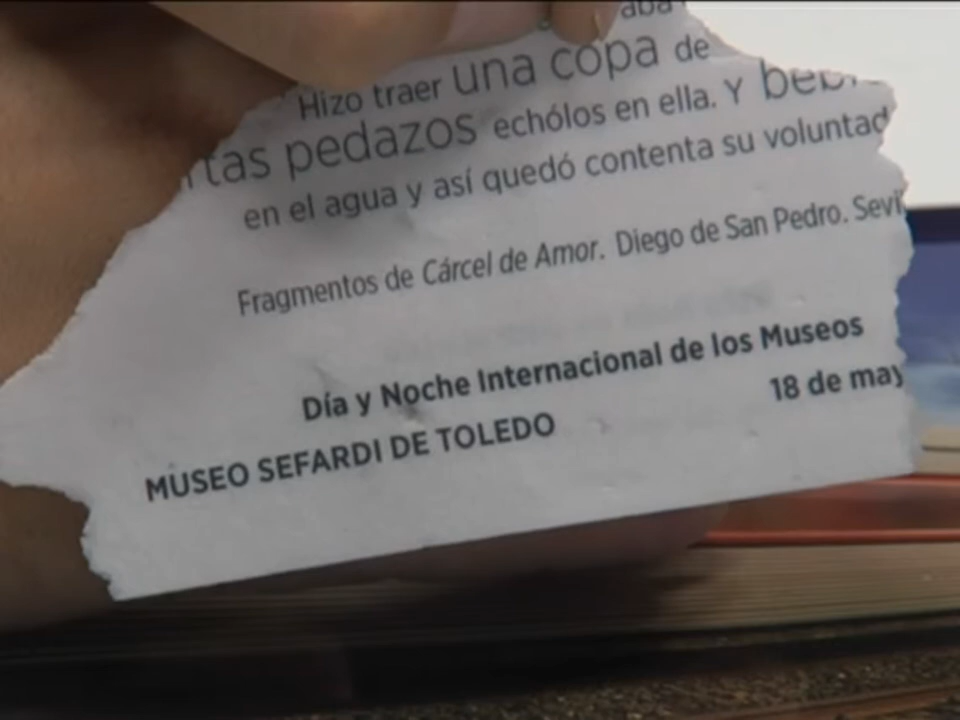 Hizo traer una copa de
pedazos echólos en ella. Y
en el agua y así quedó contenta su voluntad
Fragmentos de Cárcel de Amor. Diego de San Pedro.
Día y Noche Internacional de los Museos
18 de may
MUSEO SEFARDI DE TOLEDO